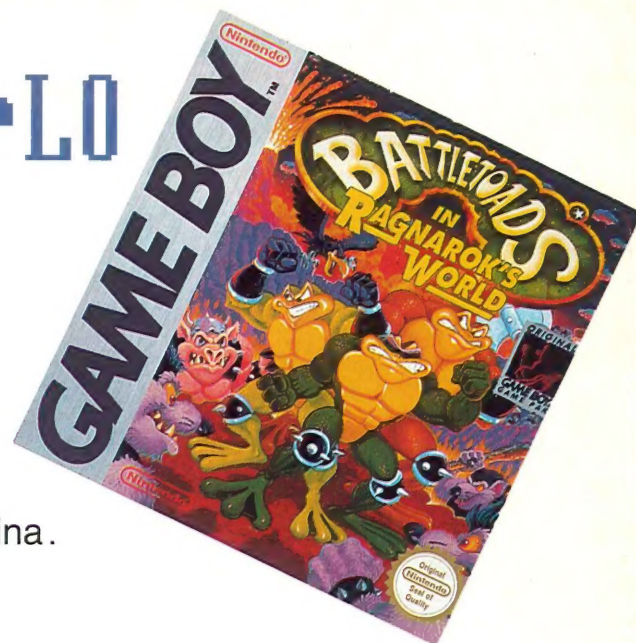 LO
Nintendo
GAME BOY
TM
BATTLETOADS
IN
RAGNAROK'S
WORLD
ORIGINAL
GAME BOY
GAME PAK
Nintendo
Original
Nintendo
Seal of
Quality
ina.